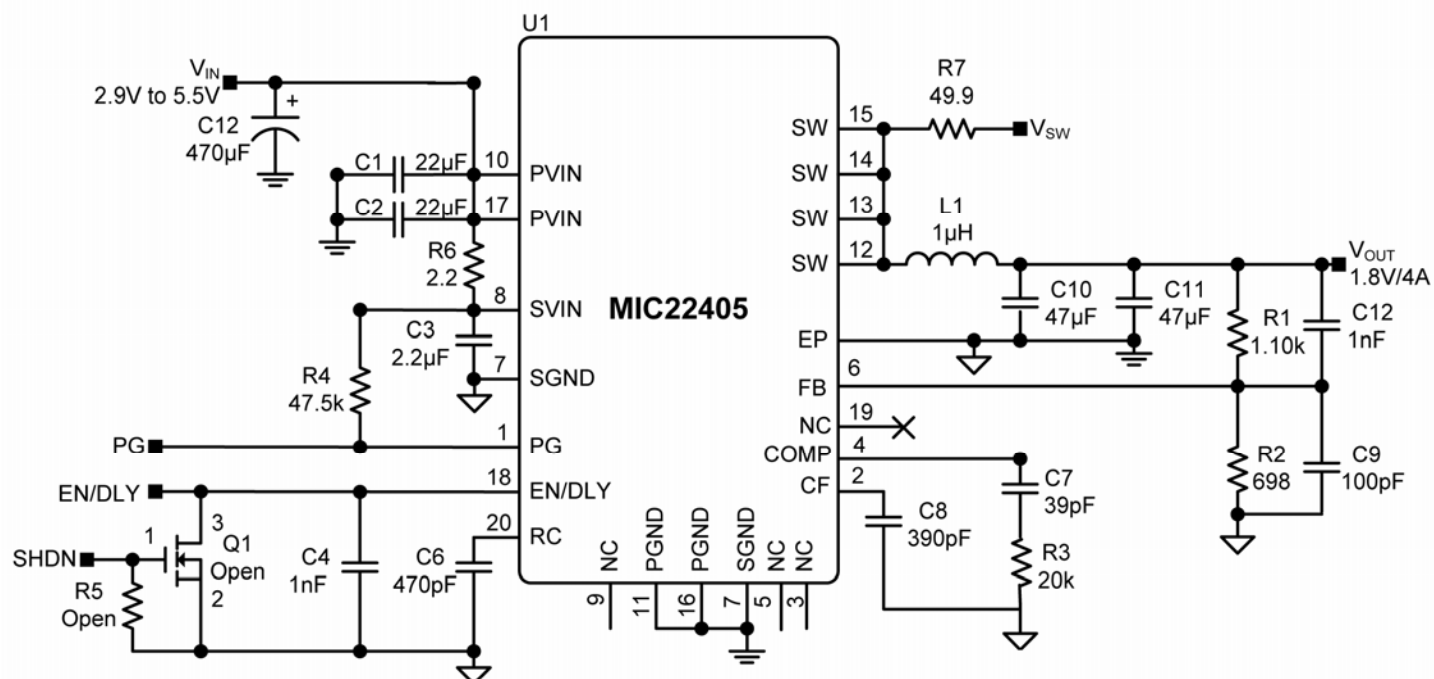 U1
V_IN
2.9V to 5.5V
+
C12
470µF
C1 22µF
C2 22µF
10 PVIN
17 PVIN
R6
2.2
8 SVIN
C3
2.2µF
7 SGND
R4
47.5k
PG 1 PG
EN/DLY 18 EN/DLY
20 RC
SHDN
1
3
Q1
Open
2
R5
Open
C4
1nF
C6
470pF
MIC22405
NC 9
PGND 11
PGND 16
SGND 7
NC 5
NC 3
SW 15
R7
49.9
V_SW
SW 14
SW 13
SW 12
L1
1µH
V_OUT
1.8V/4A
C10
47µF
C11
47µF
R1
1.10k
C12
1nF
EP
FB 6
NC 19
COMP 4
CF 2
C8
390pF
C7
39pF
R3
20k
R2
698
C9
100pF